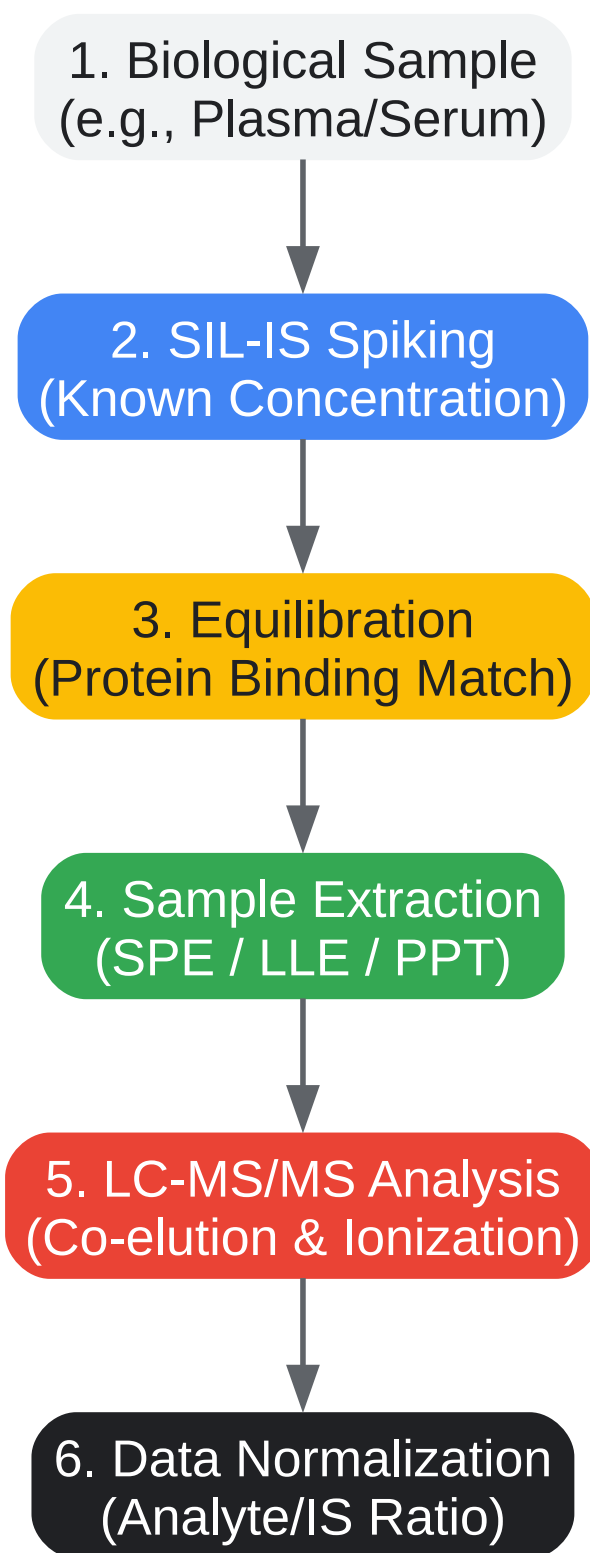 1. Biological Sample
(e.g., Plasma/Serum)
2. SIL-IS Spiking
(Known Concentration)
3. Equilibration
(Protein Binding Match)
4. Sample Extraction
(SPE / LLE / PPT)
5. LC-MS/MS Analysis
(Co-elution & Ionization)
6. Data Normalization
(Analyte/IS Ratio)